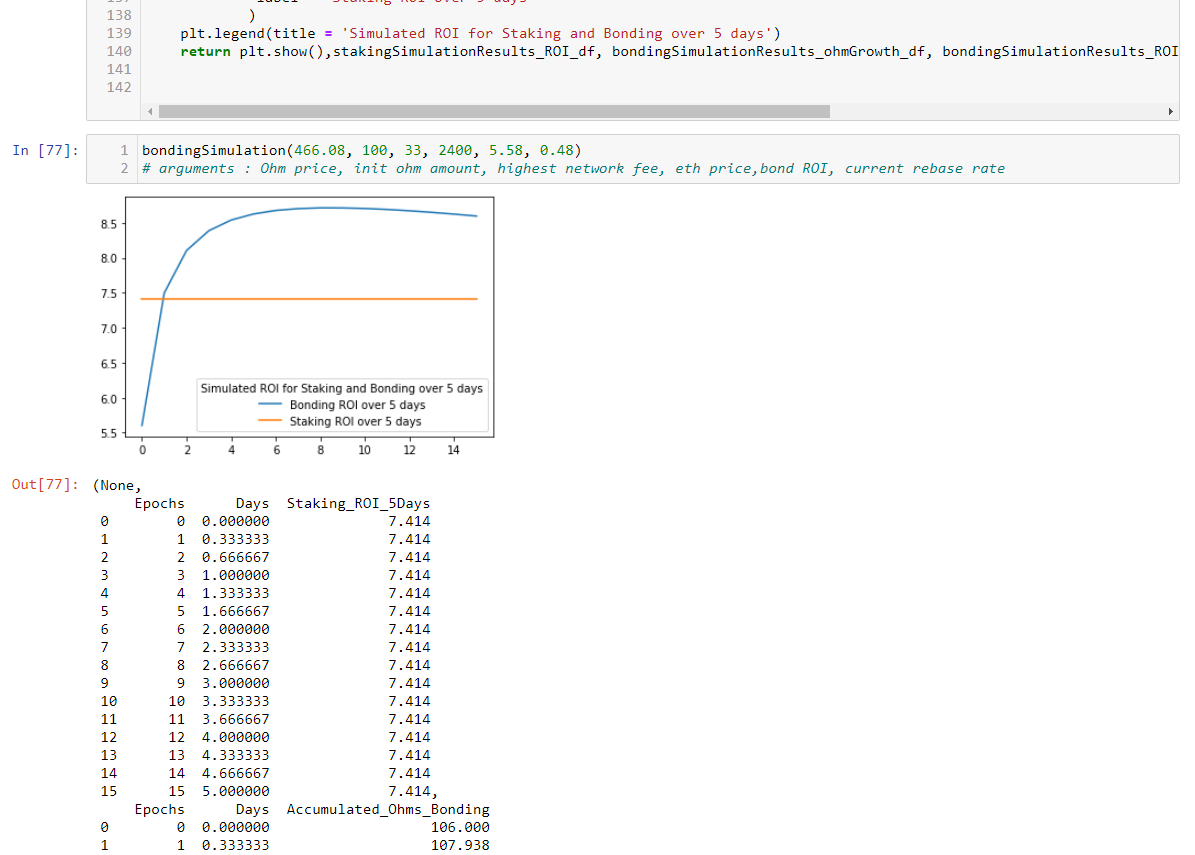 138 )
139 plt.legend(title = 'Simulated ROI for Staking and Bonding over 5 days')
140 return plt.show(),stakingSimulationResults_ROI_df, bondingSimulationResults_ohmGrowth_df, bondingSimulationResults_ROI
141
142
In [77]: 1 bondingSimulation(466.08, 100, 33, 2400, 5.58, 0.48)
2 # arguments : Ohm price, init ohm amount, highest network fee, eth price,bond ROI, current rebase rate
8.5
8.0
7.5
7.0
6.5
6.0
5.5
Simulated ROI for Staking and Bonding over 5 days
Bonding ROI over 5 days
Staking ROI over 5 days
0 2 4 6 8 10 12 14
Out[77]: (None,
Epochs Days Staking_ROI_5Days
0 0 0.000000 7.414
1 1 0.333333 7.414
2 2 0.666667 7.414
3 3 1.000000 7.414
4 4 1.333333 7.414
5 5 1.666667 7.414
6 6 2.000000 7.414
7 7 2.333333 7.414
8 8 2.666667 7.414
9 9 3.000000 7.414
10 10 3.333333 7.414
11 11 3.666667 7.414
12 12 4.000000 7.414
13 13 4.333333 7.414
14 14 4.666667 7.414
15 15 5.000000 7.414,
Epochs Days Accumulated_Ohms_Bonding
0 0 0.000000 106.000
1 1 0.333333 107.938